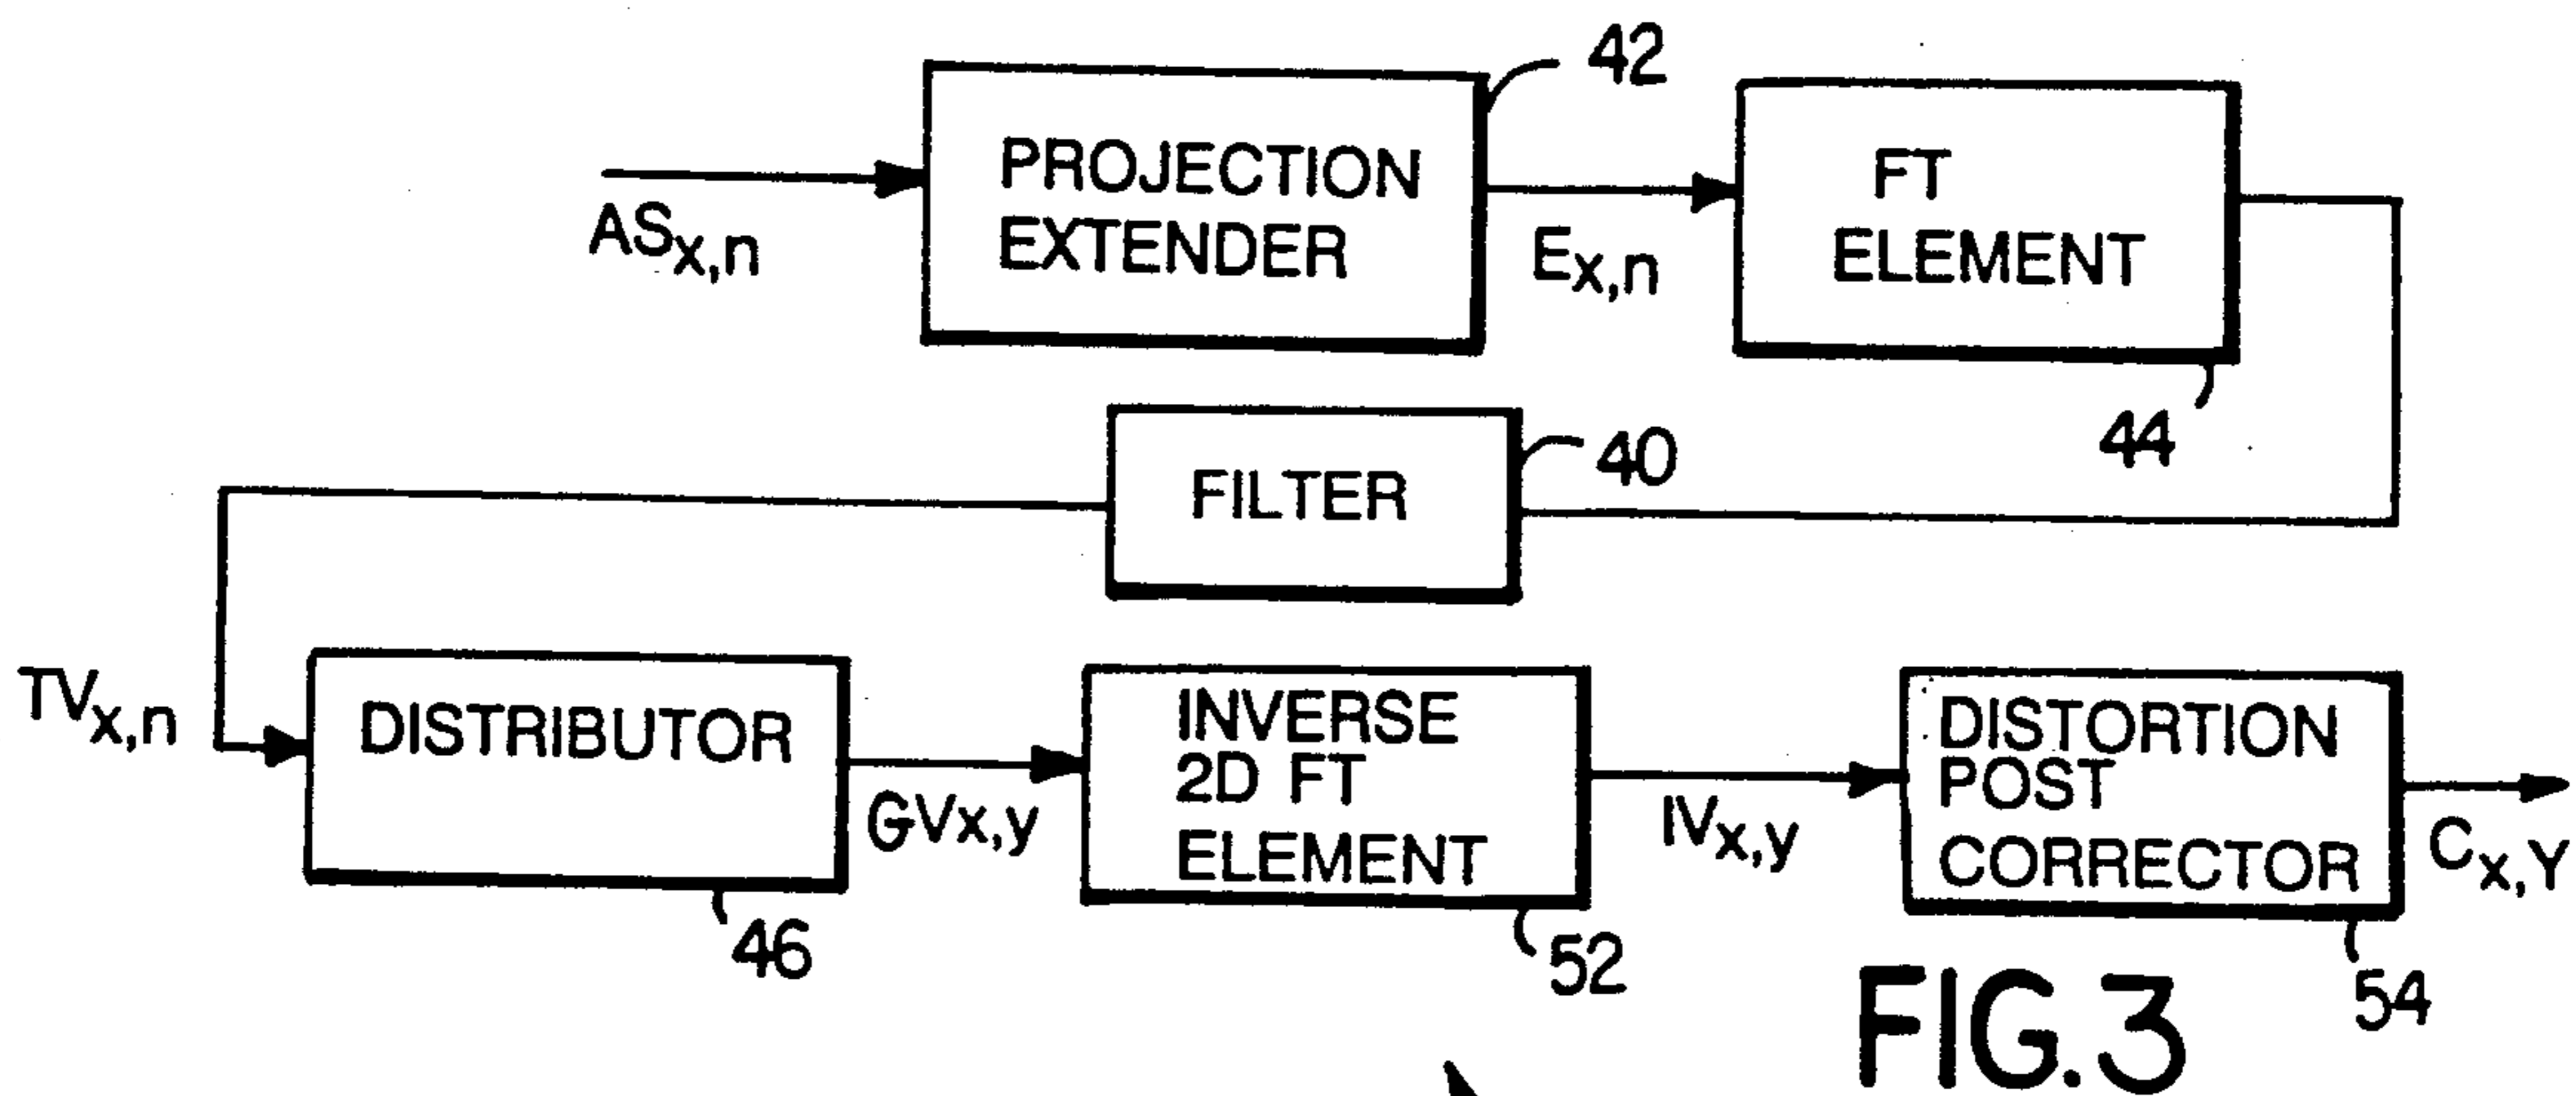 42
PROJECTION
EXTENDER
ASx,n
Ex,n
FT
ELEMENT
44
FILTER
40
TVx,n
DISTRIBUTOR
46
GVx,y
INVERSE
2D FT
ELEMENT
52
IVx,y
DISTORTION
POST
CORRECTOR
54
Cx,Y
FIG.3